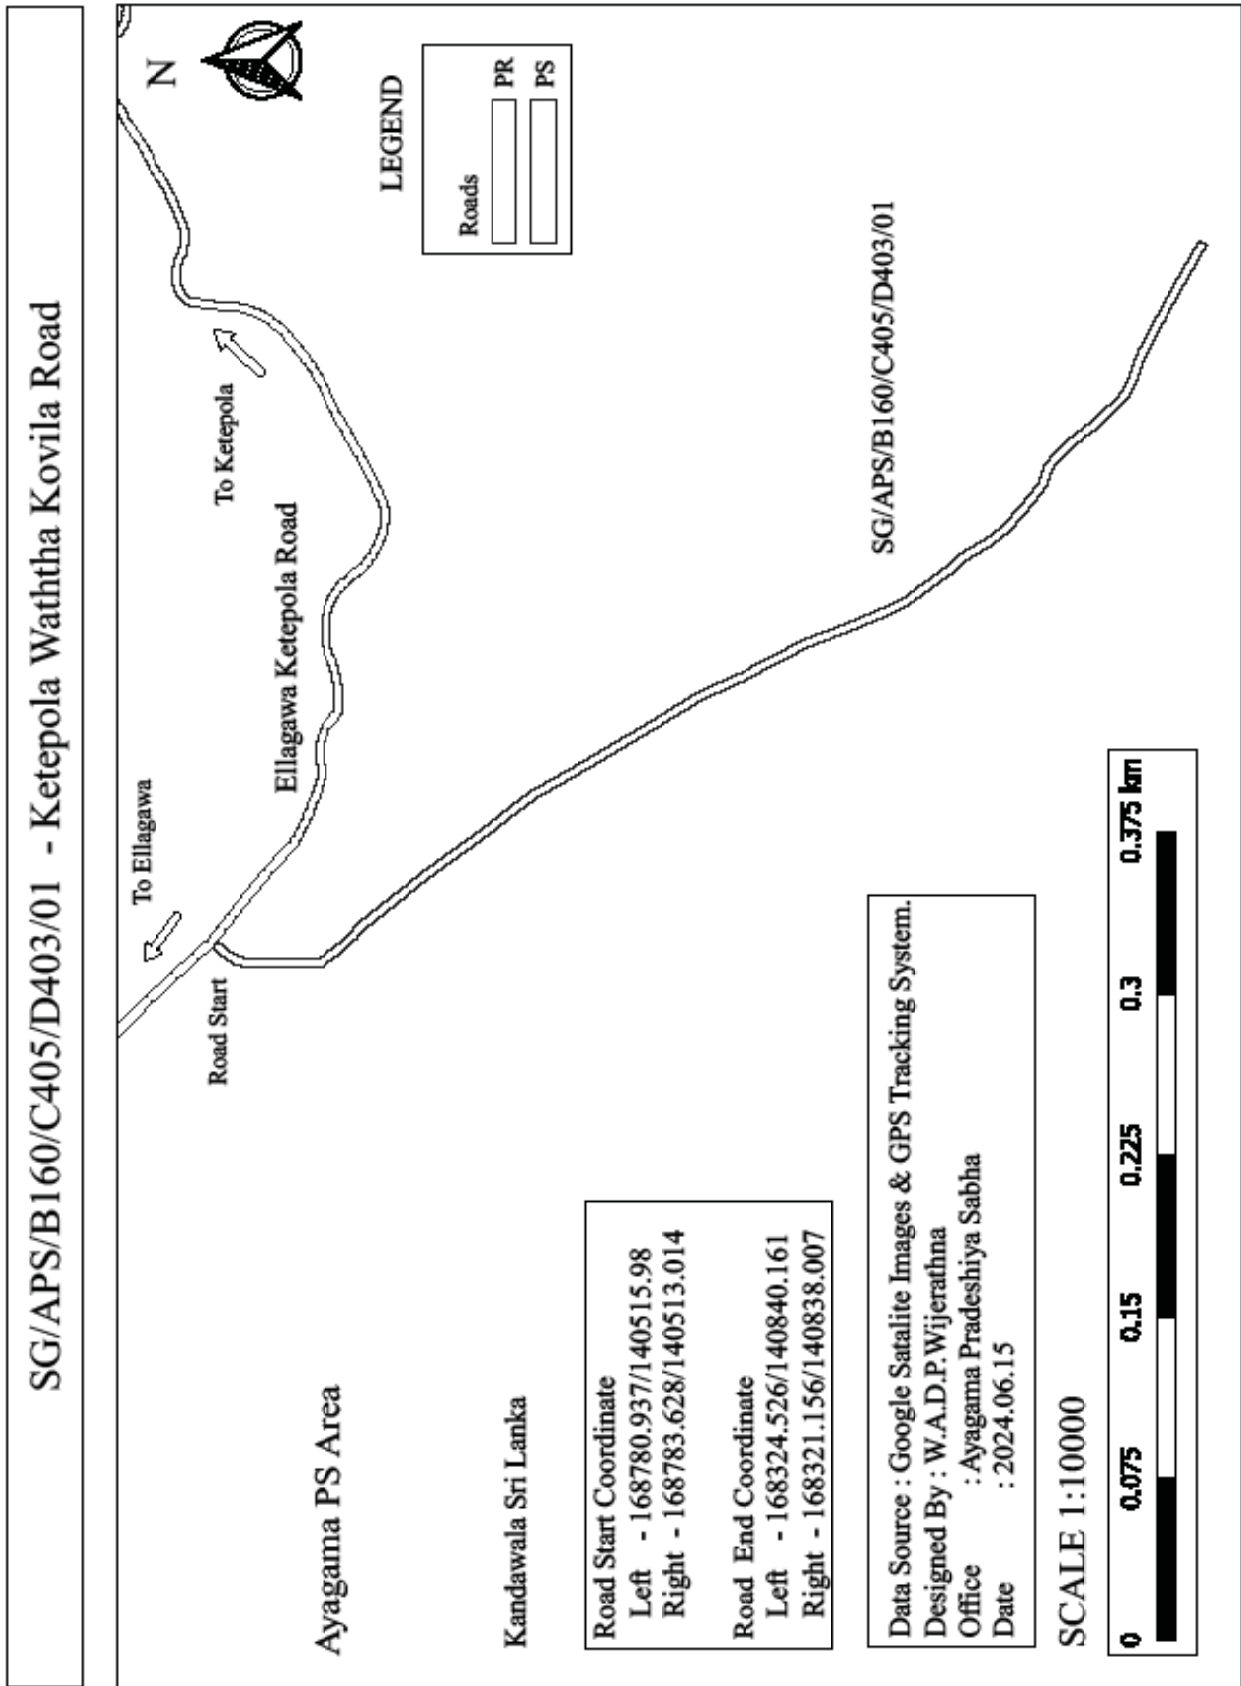 SG/APS/B160/C405/D403/01 - Ketepola Waththa Kovila Road
N
To Ellagawa
To Ketepola
Ellagawa Ketepola Road
Road Start
LEGEND
Roads
PR
PS
SG/APS/B160/C405/D403/01
Ayagama PS Area
Kandawala Sri Lanka
Road Start Coordinate
Left - 168780.937/140515.98
Right - 168783.628/140513.014
Road End Coordinate
Left - 168324.526/140840.161
Right - 168321.156/140838.007
Data Source : Google Satalite Images & GPS Tracking System.
Designed By : W.A.D.P.Wijerathna
Office : Ayagama Pradeshiya Sabha
Date : 2024.06.15
SCALE 1:10000
0 0.075 0.15 0.225 0.3 0.375 km